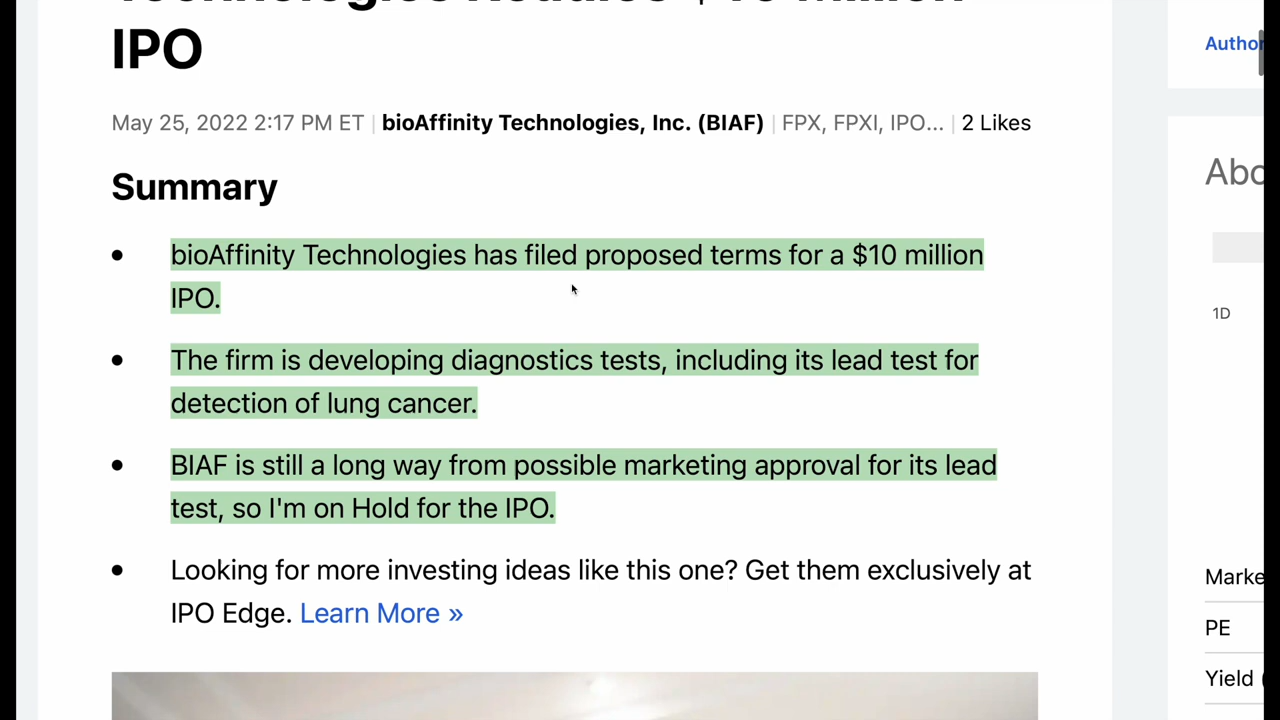 IPO
May 25, 2022 2:17 PM ET | bioAffinity Technologies, Inc. (BIAF) | FPX, FPXI, IPO... | 2 Likes
Summary
bioAffinity Technologies has filed proposed terms for a $10 million
IPO.
The firm is developing diagnostics tests, including its lead test for
detection of lung cancer.
BIAF is still a long way from possible marketing approval for its lead
test, so I'm on Hold for the IPO.
Looking for more investing ideas like this one? Get them exclusively at
IPO Edge. Learn More »
1D
PE
Yield